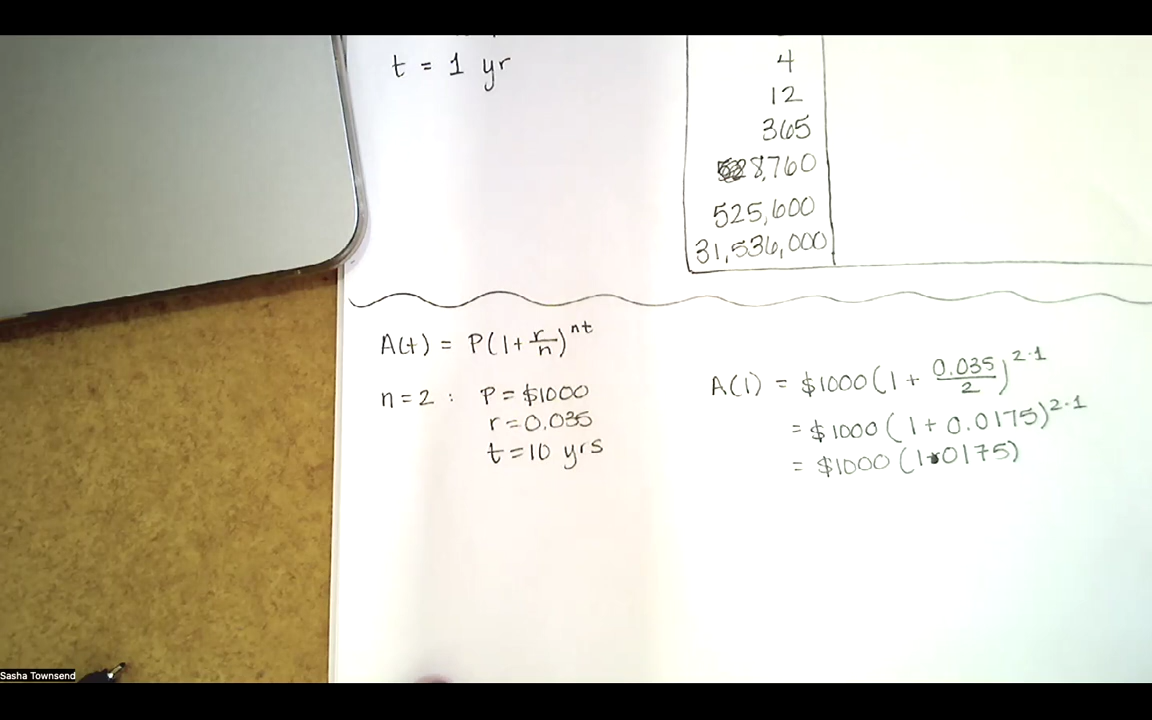 t = 1 yr
4
12
365
8,760
525,600
31,536,000
A(t) = P(1 + r/n)^nt
n = 2 : P = $1000
r = 0.035
t = 10 yrs
A(1) = $1000 (1 + 0.035/2)^2·1
= $1000 (1 + 0.0175)^2·1
= $1000 (1.0175)
Sasha Townsend